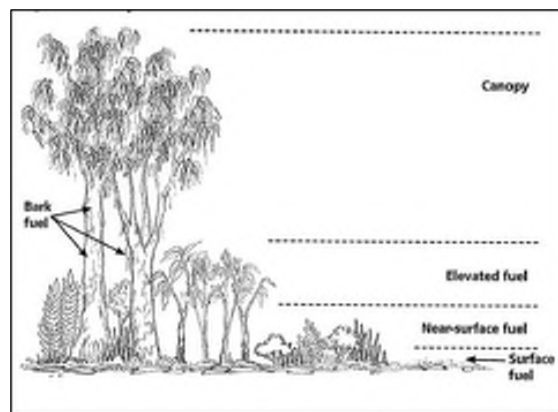 Canopy
Bark
fuel
Elevated fuel
Near-surface fuel
Surface
fuel